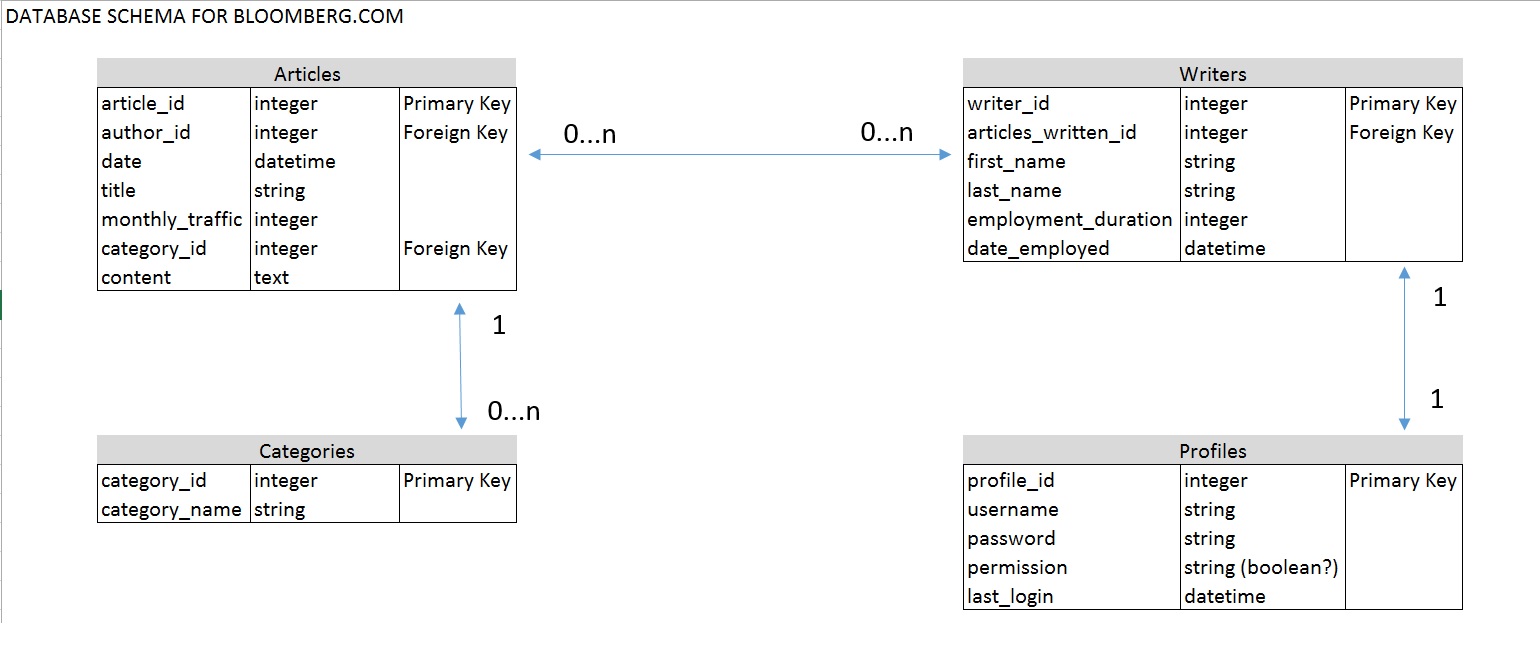 DATABASE SCHEMA FOR BLOOMBERG.COM
Articles
article_id integer Primary Key
author_id integer Foreign Key
date datetime
title string
monthly_traffic integer
category_id integer Foreign Key
content text
0...n 0...n
Writers
writer_id integer Primary Key
articles_written_id integer Foreign Key
first_name string
last_name string
employment_duration integer
date_employed datetime
1
0...n
1
1
Categories
category_id integer Primary Key
category_name string
Profiles
profile_id integer Primary Key
username string
password string
permission string (boolean?)
last_login datetime